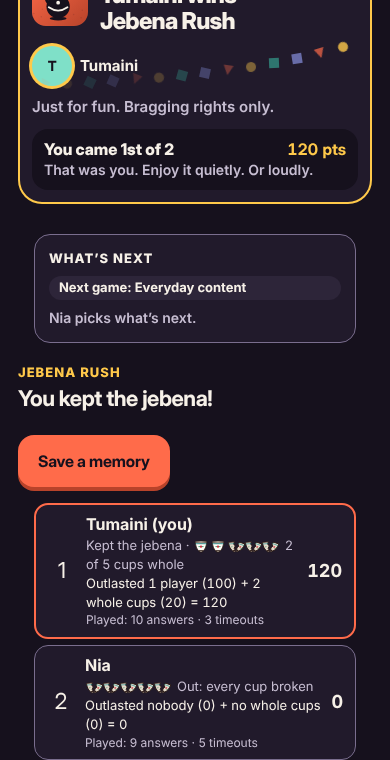 Tumaini wins
Jebena Rush
T
Tumaini
Just for fun. Bragging rights only.
You came 1st of 2
120 pts
That was you. Enjoy it quietly. Or loudly.
WHAT’S NEXT
Next game: Everyday content
Nia picks what’s next.
JEBENA RUSH
You kept the jebena!
Save a memory
1
Tumaini (you)
Kept the jebena · 2
of 5 cups whole
Outlasted 1 player (100) + 2
whole cups (20) = 120
Played: 10 answers · 3 timeouts
120
2
Nia
Out: every cup broken
Outlasted nobody (0) + no whole cups
(0) = 0
Played: 9 answers · 5 timeouts
0